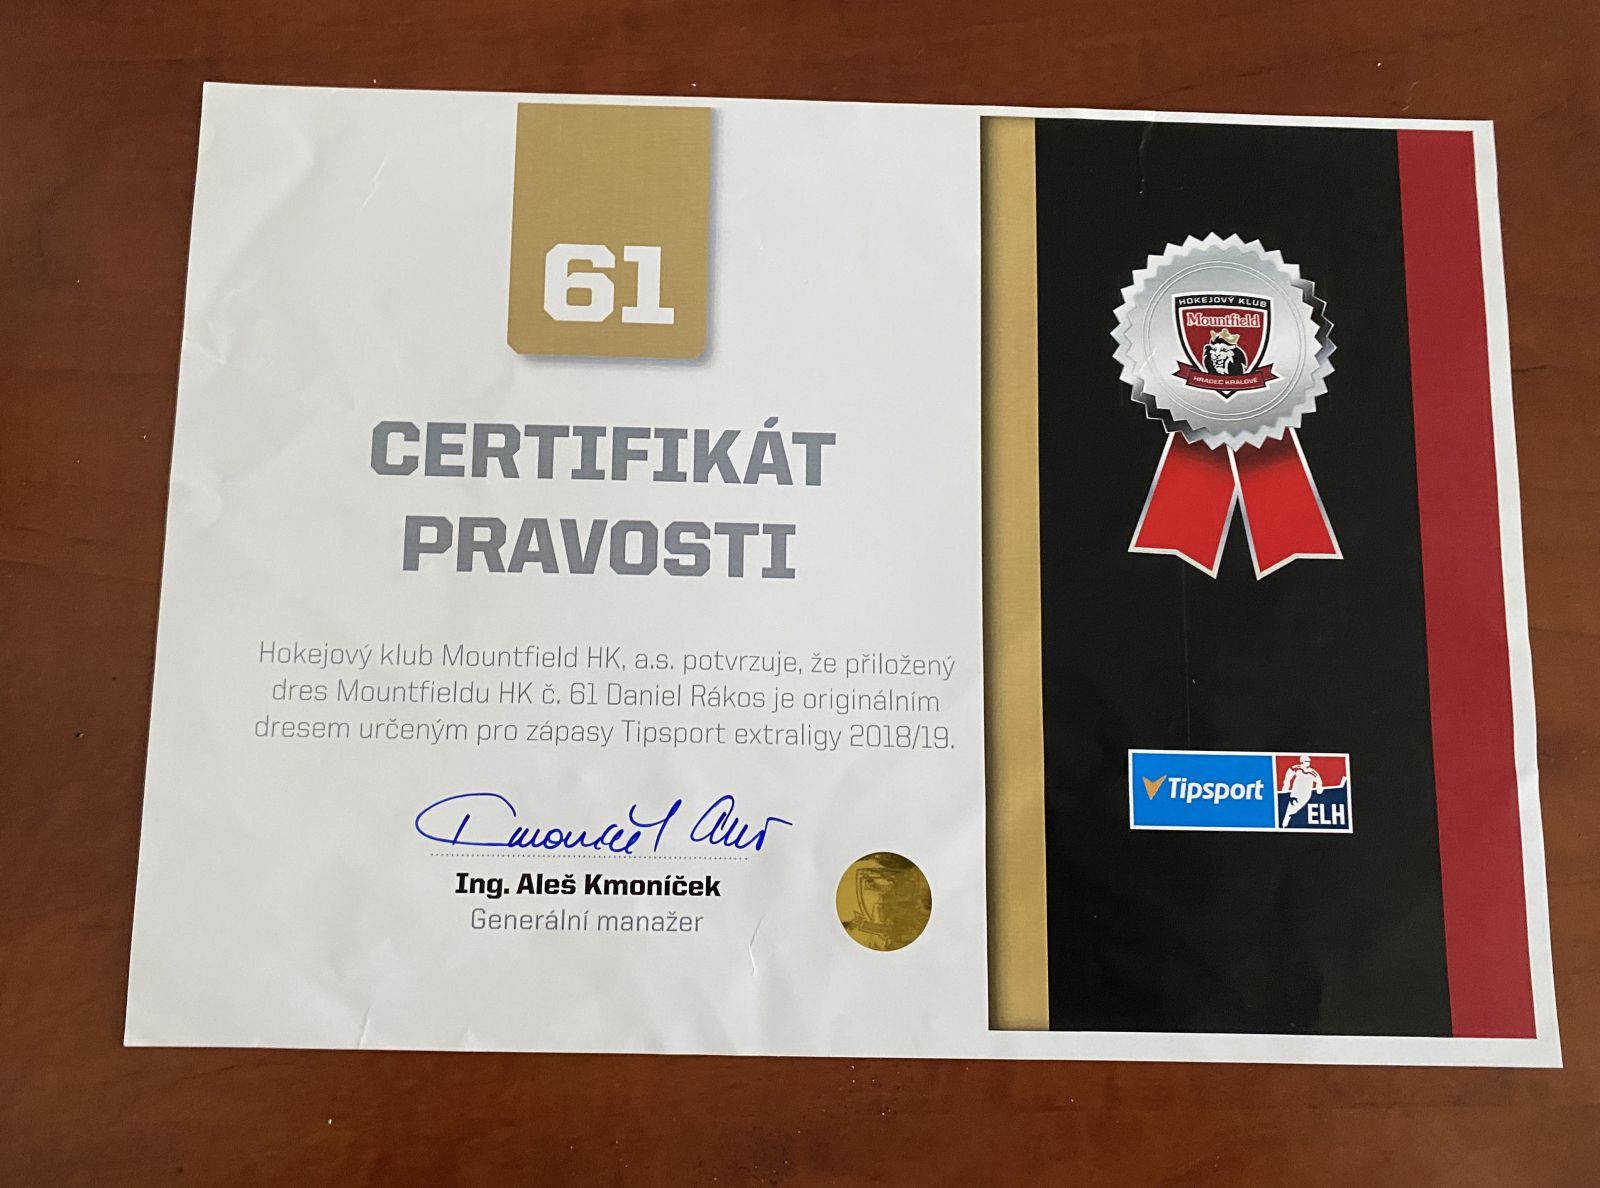 61
CERTIFIKÁT
PRAVOSTI
Hokejový klub Mountfield HK, a.s. potvrzuje, že přiložený
dres Mountfieldu HK č. 61 Daniel Rákos je originálním
dresem určeným pro zápasy Tipsport extraligy 2018/19.
Ing. Aleš Kmoníček
Generální manažer
HOKEJOVÝ KLUB
Mountfield
HRADEC KRÁLOVÉ
Tipsport
ELH